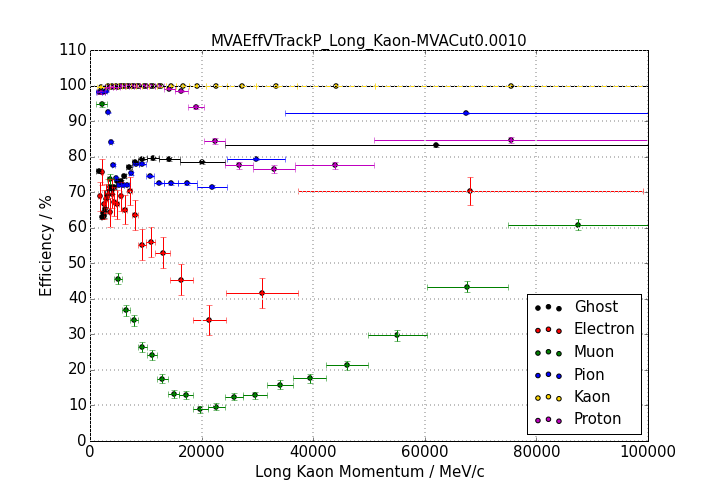 MVAEffVTrackP_Long_Kaon-MVACut0.0010
110
100
90
80
70
60
50
40
30
20
10
0
Efficiency / %
0 20000 40000 60000 80000 100000
Long Kaon Momentum / MeV/c
Ghost
Electron
Muon
Pion
Kaon
Proton